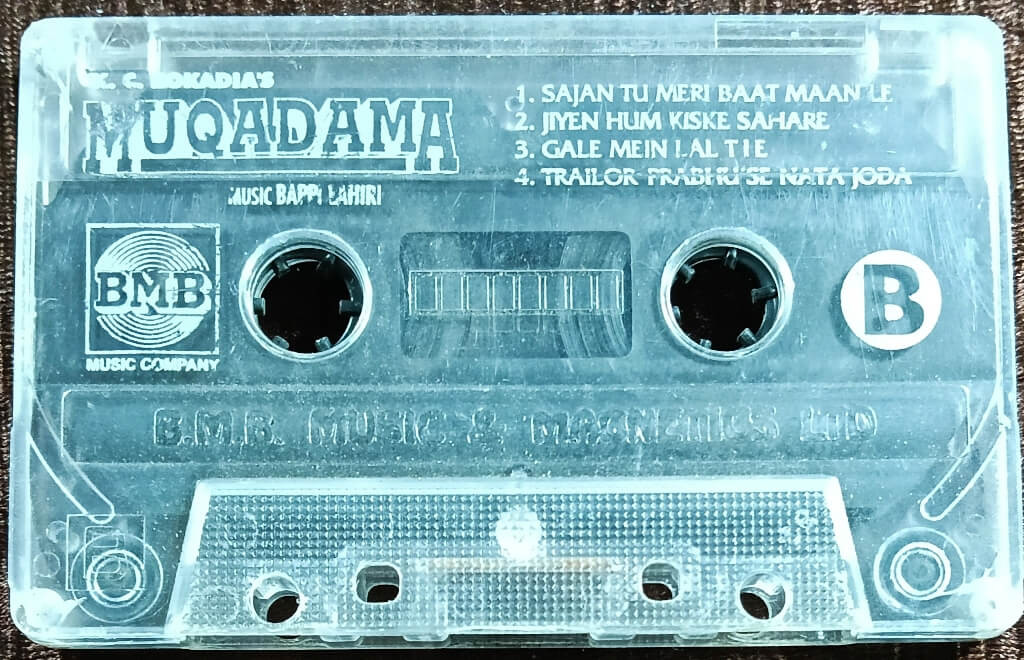 K. C. BOKADIA'S
MUQADAMA
MUSIC BAPPI LAHIRI
1. SAJAN TU MERI BAAT MAAN LE
2. JIYEN HUM KISKE SAHARE
3. GALE MEIN LAL TIE
4. TRAILOR PRABHU SE NATA JODA
BMB
MUSIC COMPANY
B
B.M.B. MUSIC & MAGNETICS LTD